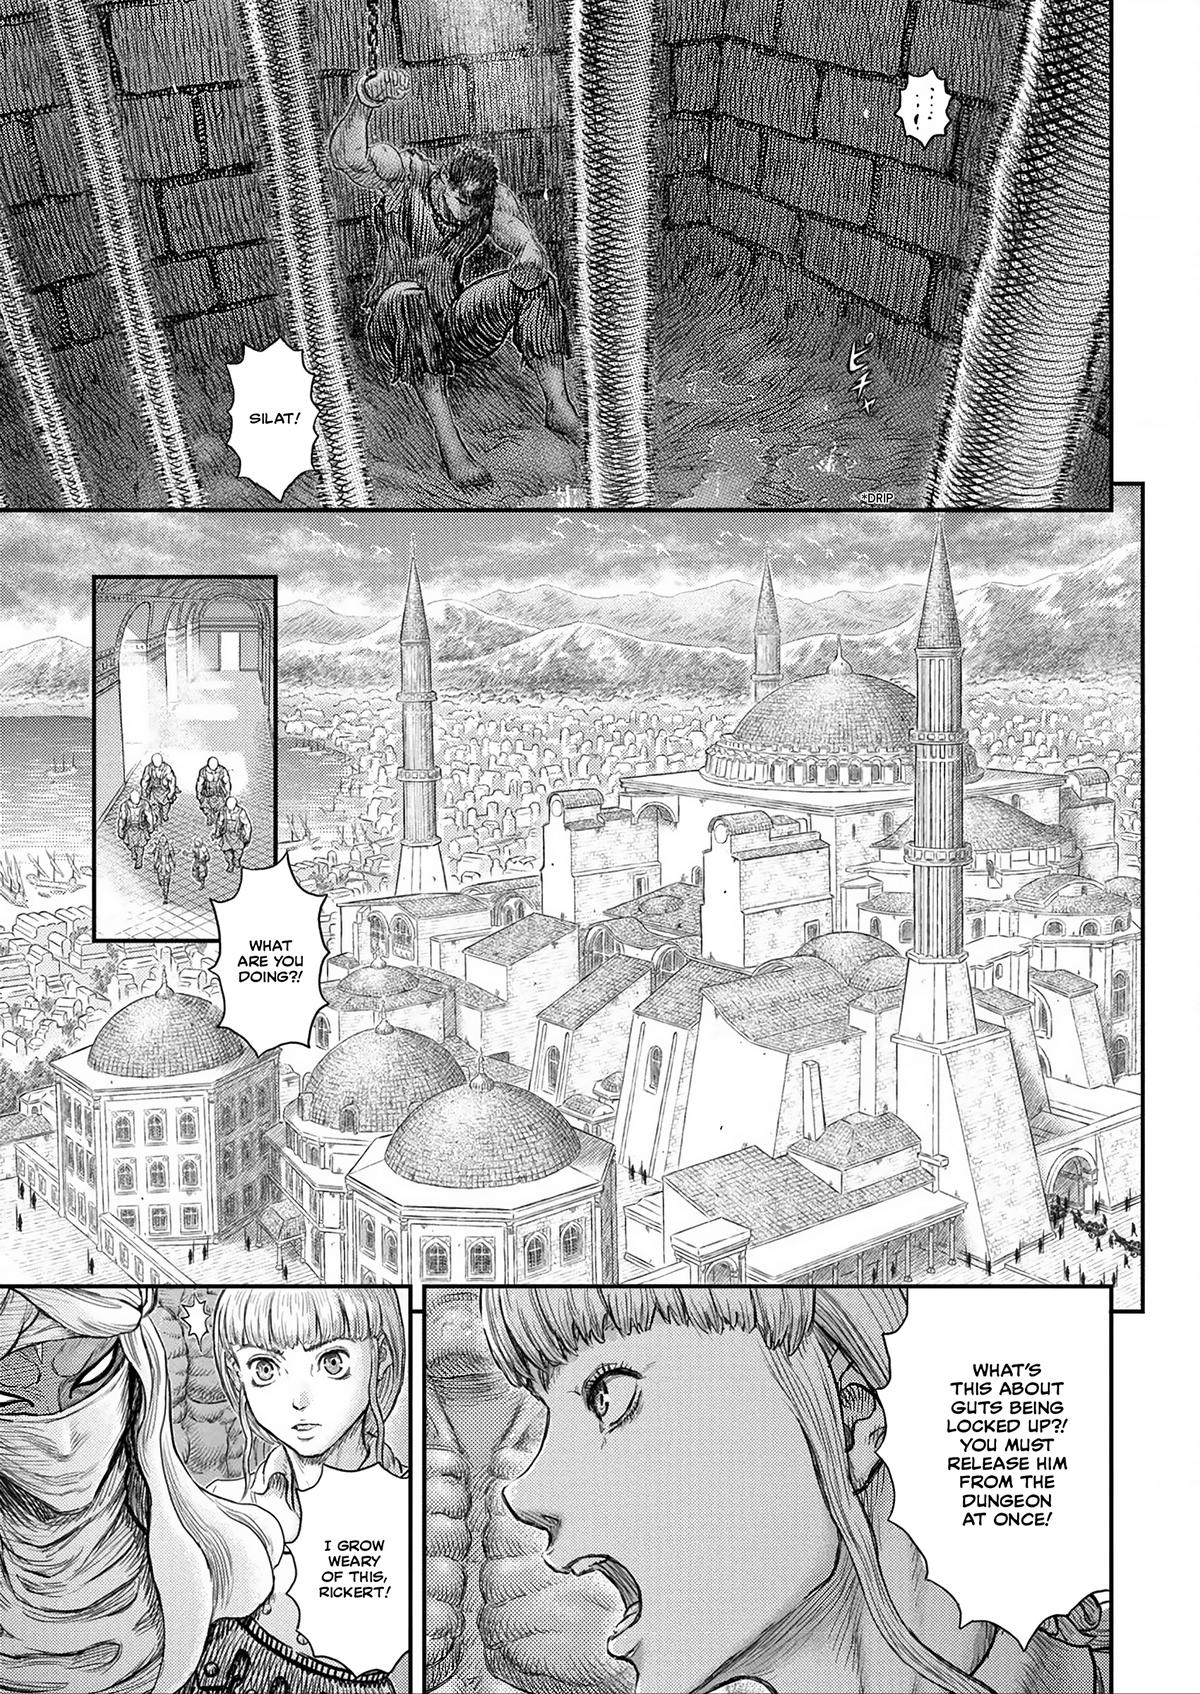 ......
ピチャ
*DRIP
SILAT!
WHAT
ARE YOU
DOING?!
WHAT'S
THIS ABOUT
GUTS BEING
LOCKED UP?!
YOU MUST
RELEASE HIM
FROM THE
DUNGEON
AT ONCE!
I GROW
WEARY
OF THIS,
RICKERT!